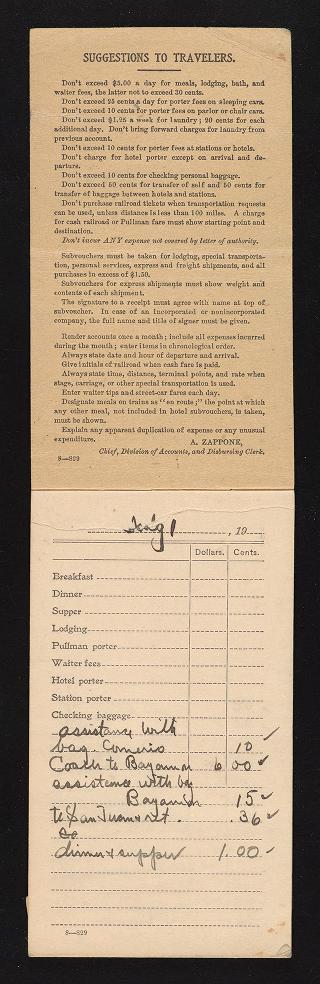 SUGGESTIONS TO TRAVELERS.
Don't exceed $5.00 a day for meals, lodging, bath, and
waiter fees, the latter not to exceed 30 cents.
Don't exceed 25 cents a day for porter fees on sleeping cars.
Don't exceed 10 cents for porter fees on parlor or chair cars.
Don't exceed $1.25 a week for laundry; 20 cents for each
additional day. Don't bring forward charges for laundry from
previous account.
Don't exceed 10 cents for porter fees at stations or hotels.
Don't charge for hotel porter except on arrival and de-
parture.
Don't exceed 10 cents for checking personal baggage.
Don't exceed 50 cents for transfer of self and 50 cents for
transfer of baggage between hotels and stations.
Don't purchase railroad tickets when transportation requests
can be used, unless distance is less than 100 miles. A charge
for cash railroad or Pullman fare must show starting point and
destination.
Don't incur ANY expense not covered by letter of authority.
Subvouchers must be taken for lodging, special transporta-
tion, personal services, express and freight shipments, and all
purchases in excess of $1.50.
Subvouchers for express shipments must show weight and
contents of each shipment.
The signature to a receipt must agree with name at top of
subvoucher. In case of an incorporated or nonincorporated
company, the full name and title of signer must be given.
Render accounts once a month; include all expenses incurred
during the month; enter items in chronological order.
Always state date and hour of departure and arrival.
Give initials of railroad when cash fare is paid.
Always state time, distance, terminal points, and rate when
stage, carriage, or other special transportation is used.
Enter waiter tips and street-car fares each day.
Designate meals on trains as "en route;" the point at which
any other meal, not included in hotel subvouchers, is taken,
must be shown.
Explain any apparent duplication of expense or any unusual
expenditure.
A. ZAPPONE,
Chief, Division of Accounts, and Disbursing Clerk.
8—829
, 19
Dollars. Cents.
Breakfast
Dinner
Supper
Lodging
Pullman porter
Waiter fees
Hotel porter
Station porter
Checking baggage
assistance with
bag. Comerio 10
Coach to Bayamon 6 00
assistance with bg
Bayamon 15
to San Juan & ret. .36
dinner & supper 1.00
8—829